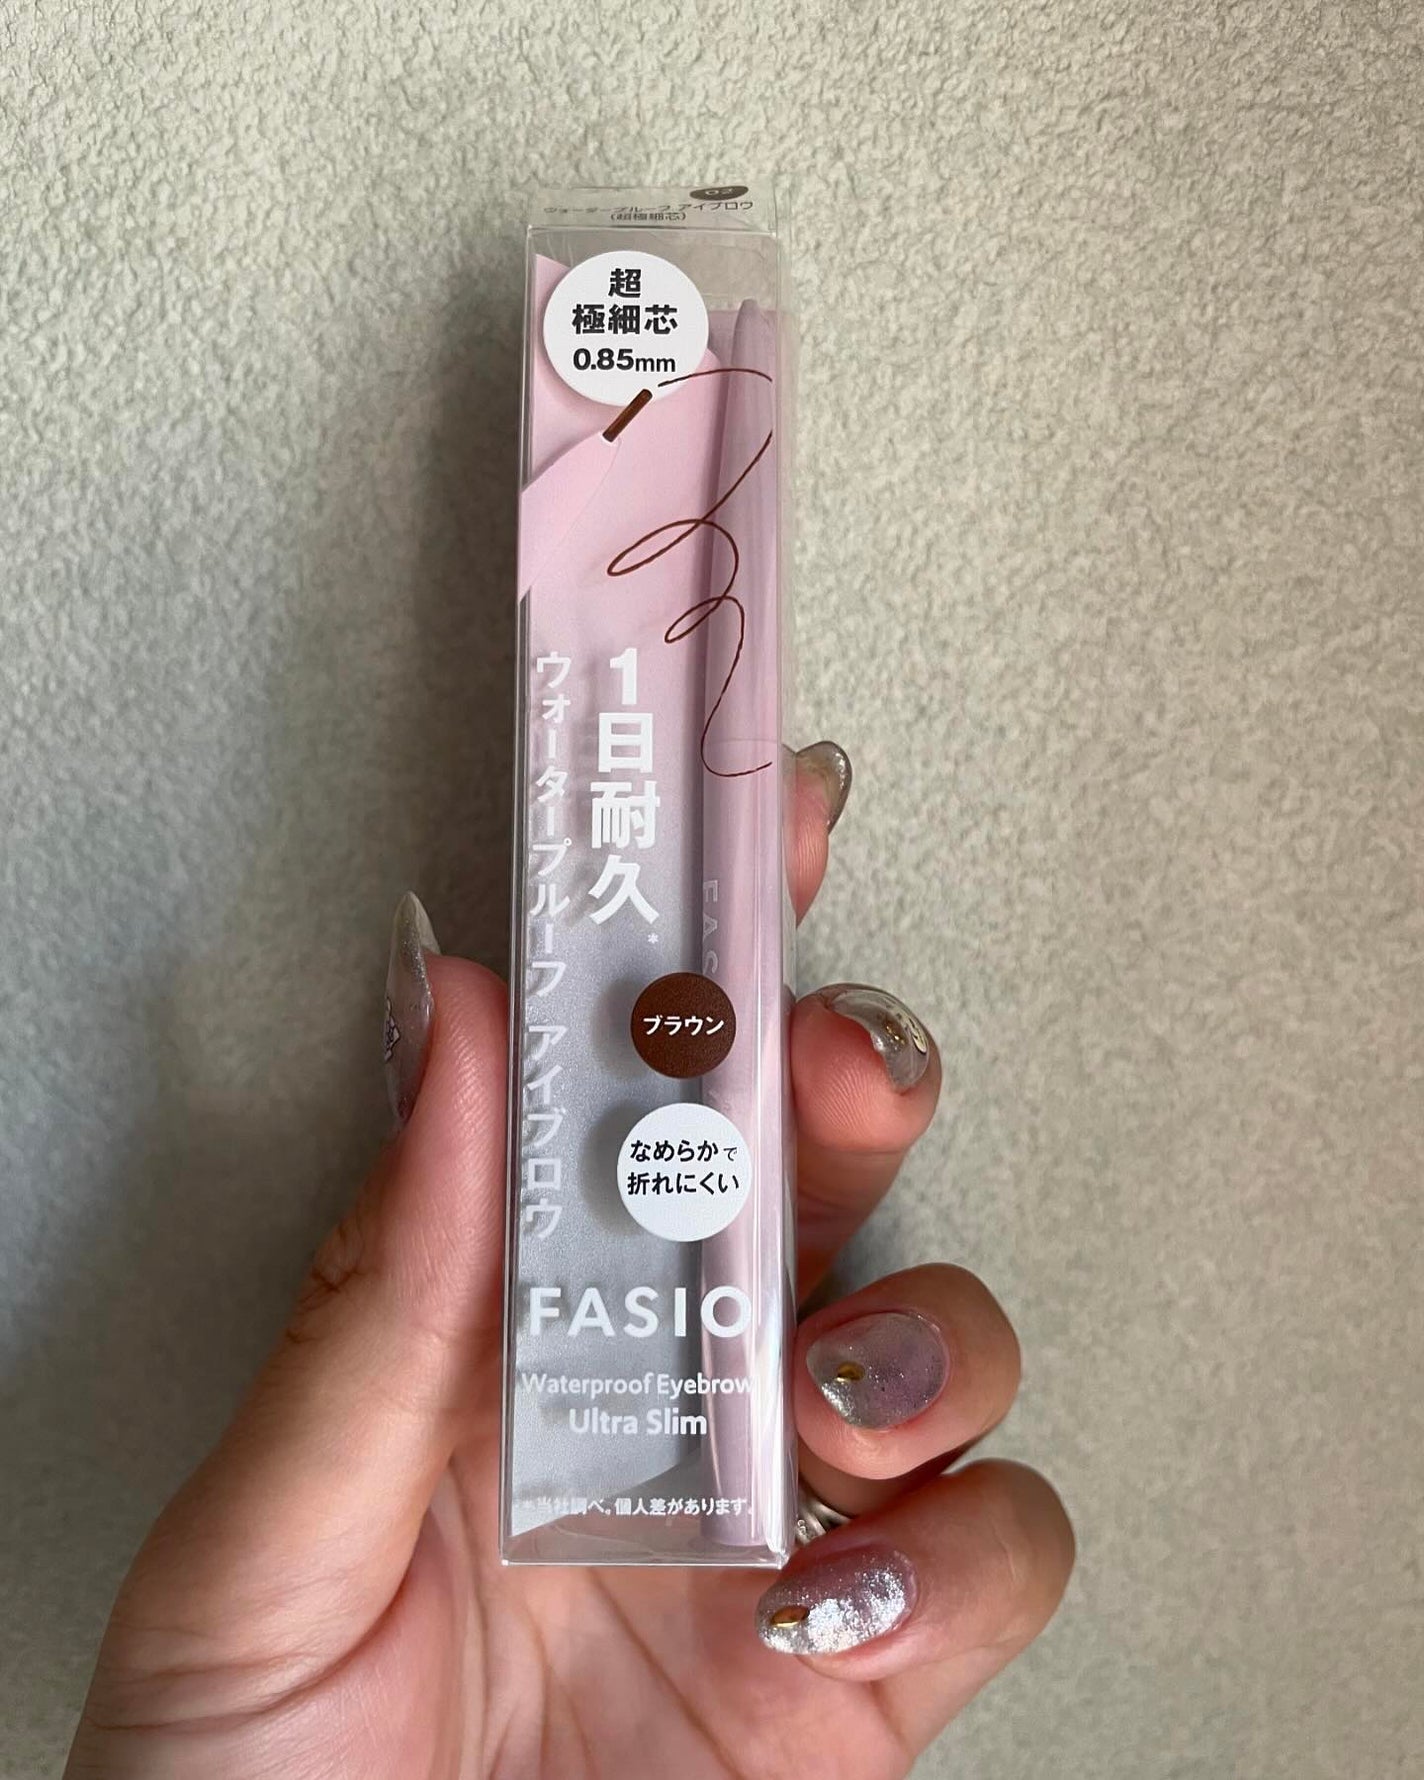 02
ウォータープルーフ アイブロウ
(超極細芯)
超
極細芯
0.85mm
1日耐久*
ウォータープルーフ アイブロウ
ブラウン
なめらかで
折れにくい
FASIO
Waterproof Eyebrow
Ultra Slim
*当社調べ。個人差があります。